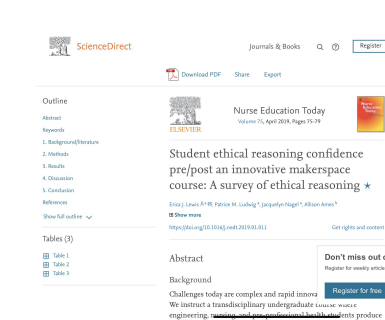 ScienceDirect
Journals & Books
Register
Download PDF
Share
Export
Outline
Abstract
Keywords
1. Background/literature
2. Methods
3. Results
4. Discussion
5. Conclusion
References
Show full outline
Tables (3)
Table 1
Table 2
Table 3
ELSEVIER
Nurse Education Today
Volume 75, April 2019, Pages 75-79
Student ethical reasoning confidence
pre/post an innovative makerspace
course: A survey of ethical reasoning
Erica J. Lewis, Patrice M. Ludwig, Jacquelyn Nagel, Allison Ames
Show more
https://doi.org/10.1016/j.nedt.2019.01.011
Get rights and content
Abstract
Background
Challenges today are complex and rapid innova
We instruct a transdisciplinary undergraduate course where
engineering, nursing, and pre-professional health students produce
Don't miss out
Register for weekly article
Register for free